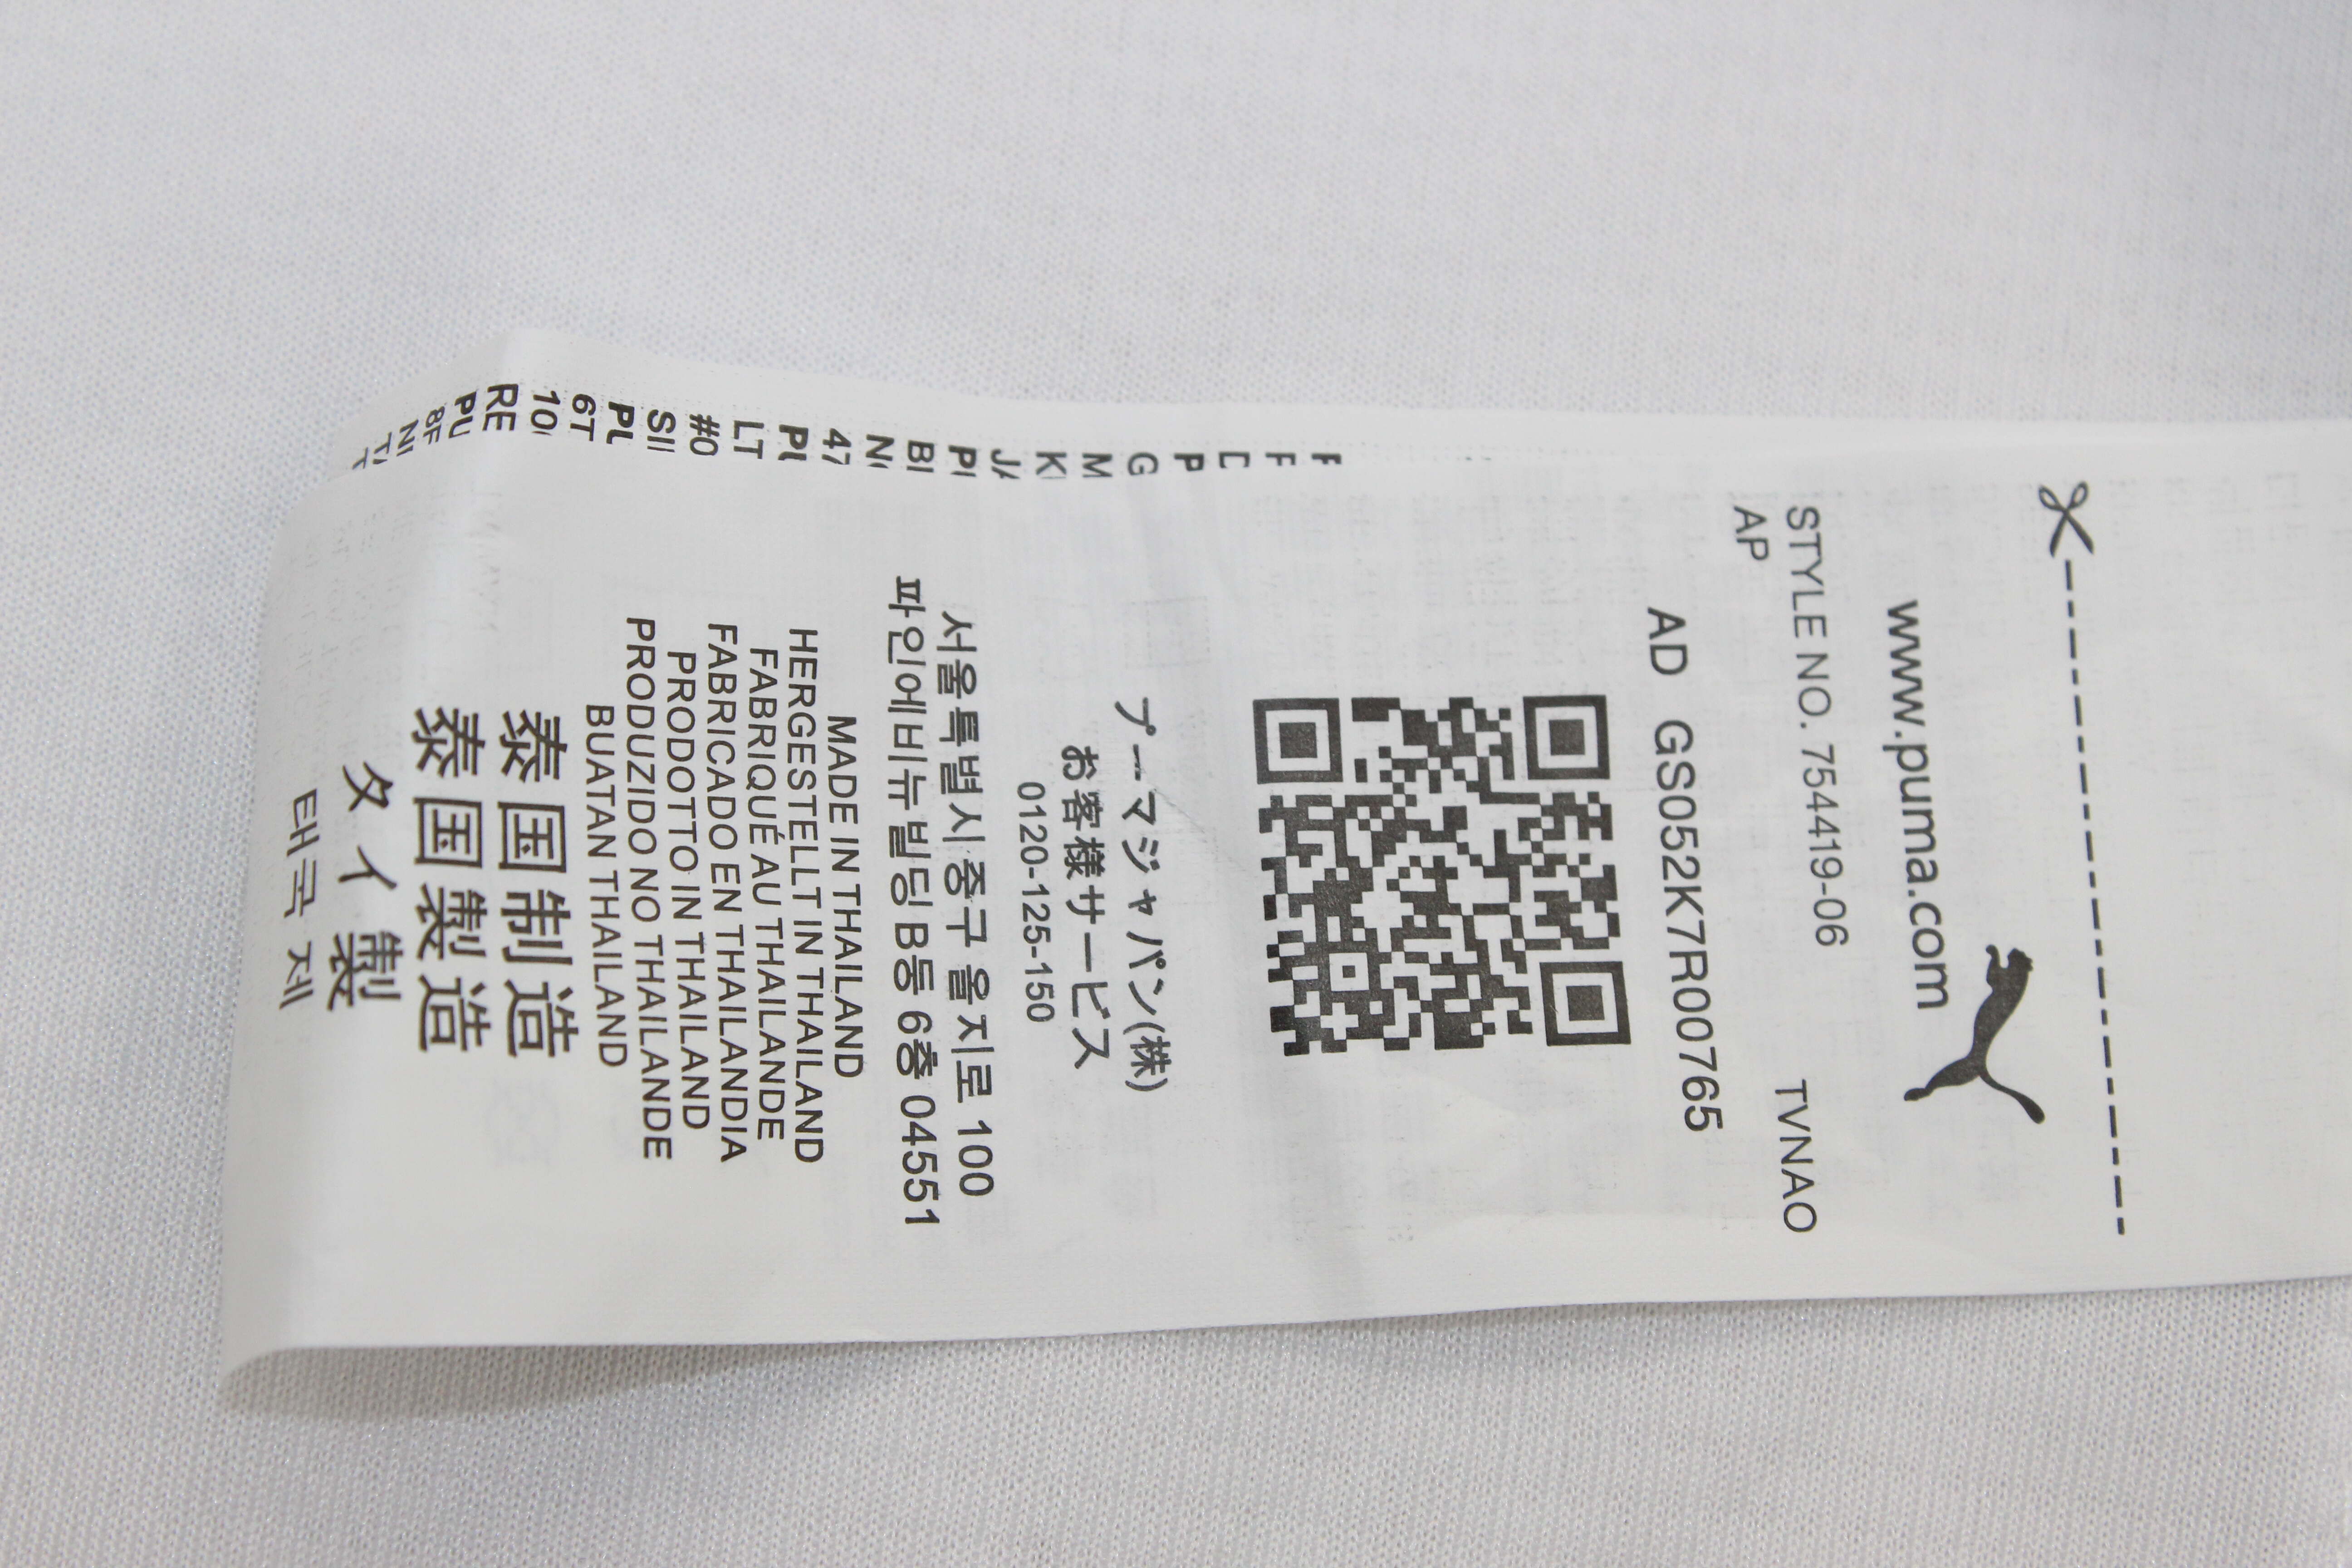 www.puma.com
STYLE NO. 754419-06 TVNAO
AP
AD GS052K7R00765
プーマジャパン(株)
お客様サービス
0120-125-150
서울특별시 중구 을지로 100
파인에비뉴빌딩 B동 6층 04551
MADE IN THAILAND
HERGESTELLT IN THAILAND
FABRIQUÉ AU THAILANDE
FABRICADO EN THAILANDIA
PRODOTTO IN THAILAND
PRODUZIDO NO THAILANDE
BUATAN THAILAND
泰国制造
泰国製造
タイ製
태국 제